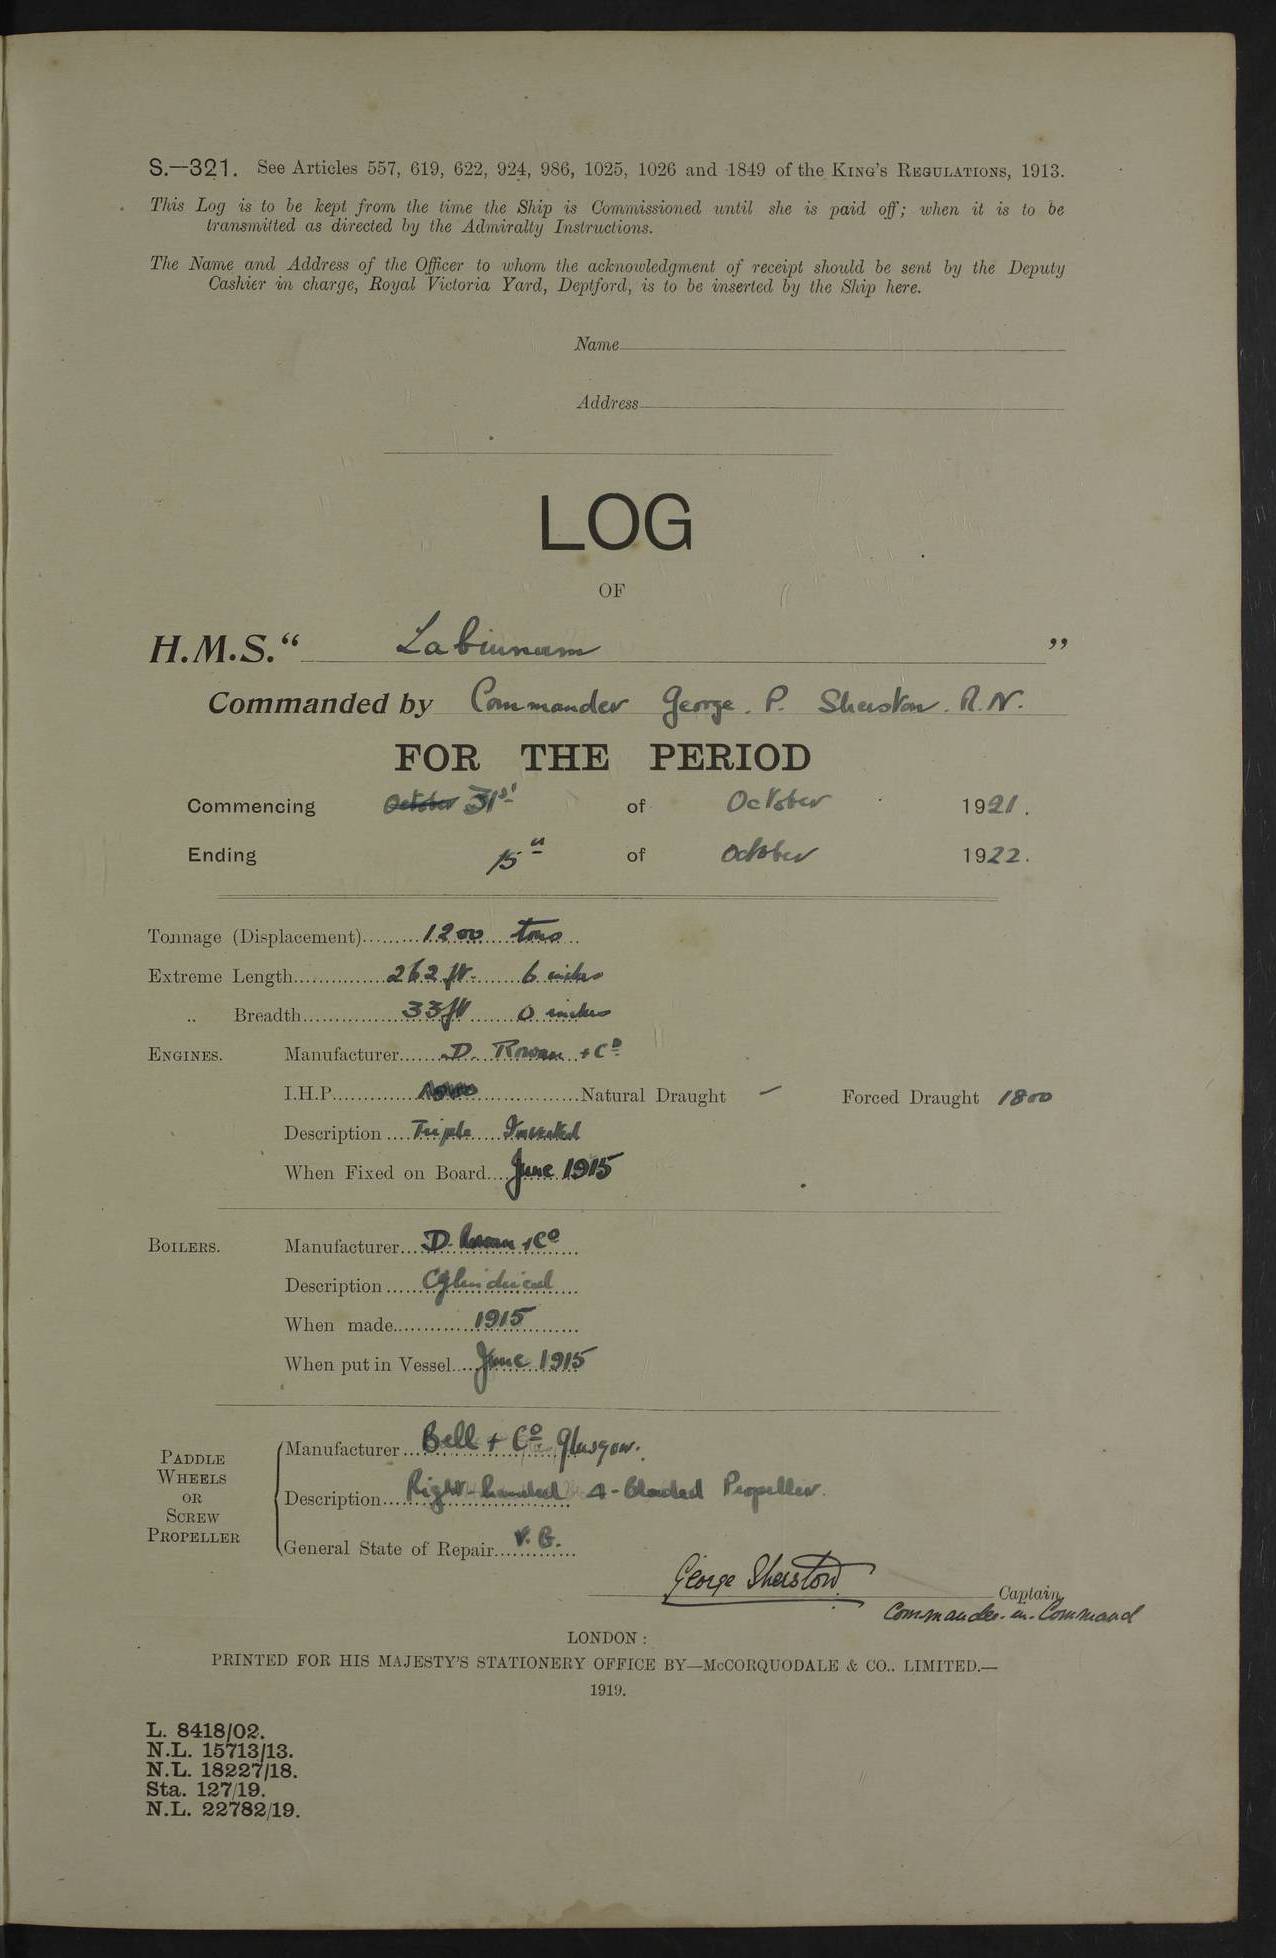 S.—321. See Articles 557, 619, 622, 924, 986, 1025, 1026 and 1849 of the KING'S REGULATIONS, 1913.
This Log is to be kept from the time the Ship is Commissioned until she is paid off; when it is to be
transmitted as directed by the Admiralty Instructions.
The Name and Address of the Officer to whom the acknowledgment of receipt should be sent by the Deputy
Cashier in charge, Royal Victoria Yard, Deptford, is to be inserted by the Ship here.
Name
Address
LOG
OF
H.M.S. “ Laburnum ”
Commanded by Commander George. P. Sherston. R.N.
FOR THE PERIOD
Commencing October 31st of October 1921.
Ending 15th of October 1922.
Tonnage (Displacement) 1200 tons
Extreme Length 262 ft. 6 inches
„ Breadth 33 ft 0 inches
ENGINES. Manufacturer D. Rowan + Co
I.H.P. Natural Draught — Forced Draught 1800
Description Triple Inverted
When Fixed on Board June 1915
BOILERS. Manufacturer D. Rowan + Co
Description Cylindrical
When made 1915
When put in Vessel June 1915
PADDLE WHEELS OR SCREW PROPELLER
Manufacturer Bell + Co Glasgow.
Description Right-handed 4-bladed Propeller.
General State of Repair V.G.
George Sherston Captain
Commander-in-Command
LONDON:
PRINTED FOR HIS MAJESTY'S STATIONERY OFFICE BY—McCORQUODALE & CO.. LIMITED.—
1919.
L. 8418/02.
N.L. 15713/13.
N.L. 18227/18.
Sta. 127/19.
N.L. 22782/19.